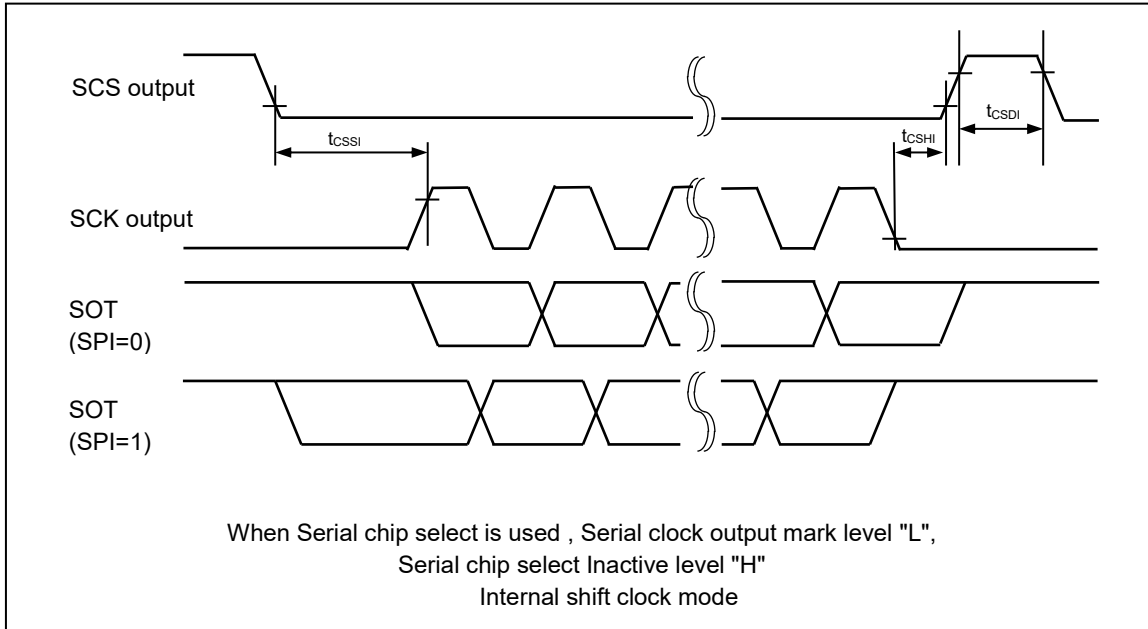 SCS output
tCSSI
tCSHI
tCSDI
SCK output
SOT
(SPI=0)
SOT
(SPI=1)
When Serial chip select is used , Serial clock output mark level "L",
Serial chip select Inactive level "H"
Internal shift clock mode